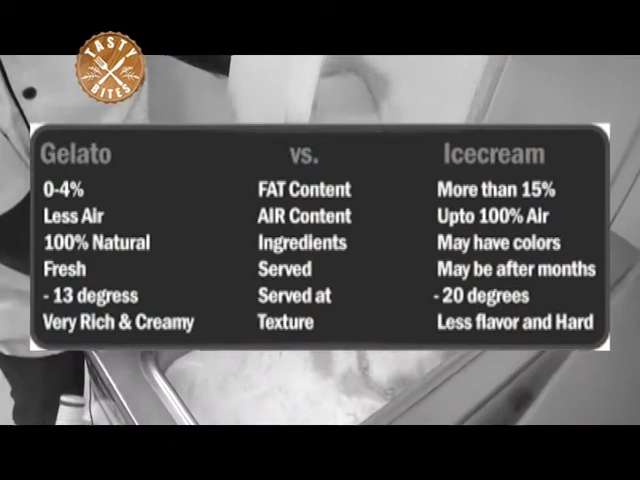 TASTY
BITES
Gelato vs. Icecream
0-4% FAT Content More than 15%
Less Air AIR Content Upto 100% Air
100% Natural Ingredients May have colors
Fresh Served May be after months
- 13 degress Served at - 20 degrees
Very Rich & Creamy Texture Less flavor and Hard